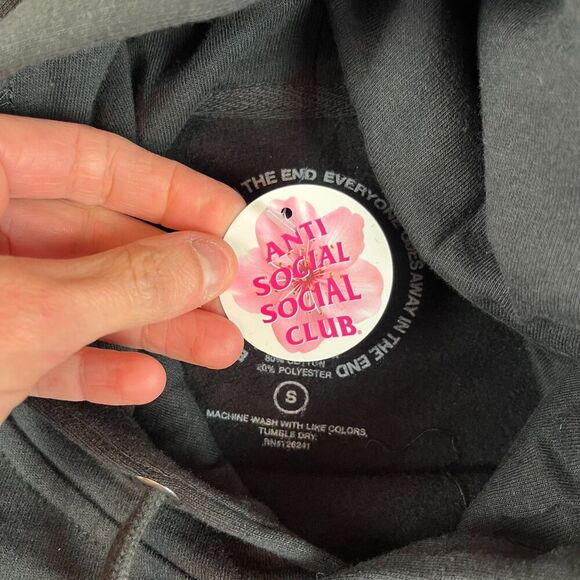 THE END EVERYONE GOES AWAY IN THE END
ANTI
SOCIAL
SOCIAL
CLUB®
80% COTTON
20% POLYESTER
S
MACHINE WASH WITH LIKE COLORS,
TUMBLE DRY.